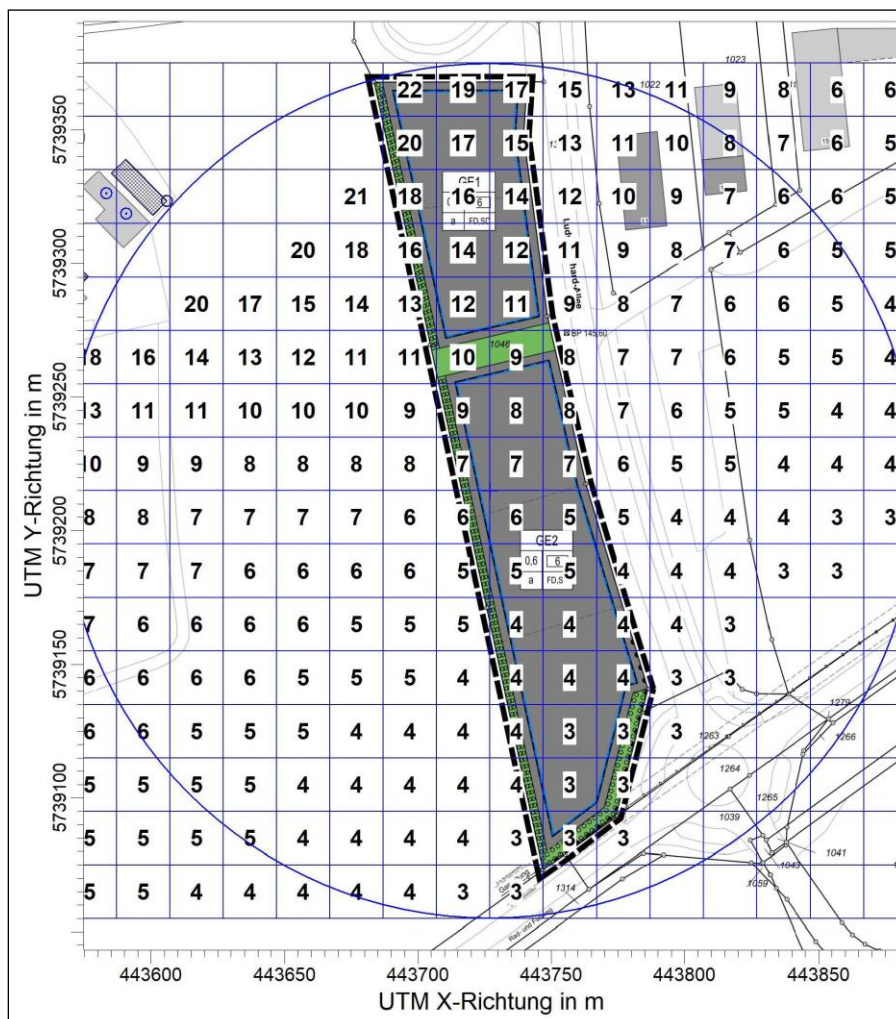 1023
22 19 17 15 13 11 9 8 6 6
1022
5739350
20 17 15 13 11 10 8 7 6 5
GE1
21 18 16 14 12 10 9 7 6 6 5
6
a FD,SD
11
20 18 16 14 12 11 9 8 7 6 5 5
5739300
20 17 15 14 13 12 11 9 8 7 6 6 5 4
BP 145,60
1046
18 16 14 13 12 11 11 10 9 8 7 7 6 5 5 4
5739250
13 11 11 10 10 10 9 9 8 8 7 6 5 5 4 4
10 9 9 8 8 8 8 7 7 7 6 5 5 4 4 4
5739200
8 8 7 7 7 7 6 6 6 5 5 4 4 4 3 3
GE2
0,6 6
7 7 7 6 6 6 6 5 5 5 4 4 4 3 3
a FD,S
7 6 6 6 6 5 5 5 4 4 4 4 3
5739150
6 6 6 6 5 5 5 4 4 4 4 3 3
1279
6 6 5 5 5 4 4 4 4 3 3 3
1263
1266
1264
5 5 5 5 4 4 4 4 4 3 3
5739100
1265
1039
5 5 5 5 4 4 4 4 3 3 3
1041
1043
1059
5 5 4 4 4 4 4 3 3
1314
Rad- und Fußweg
UTM Y-Richtung in m
443600 443650 443700 443750 443800 443850
UTM X-Richtung in m